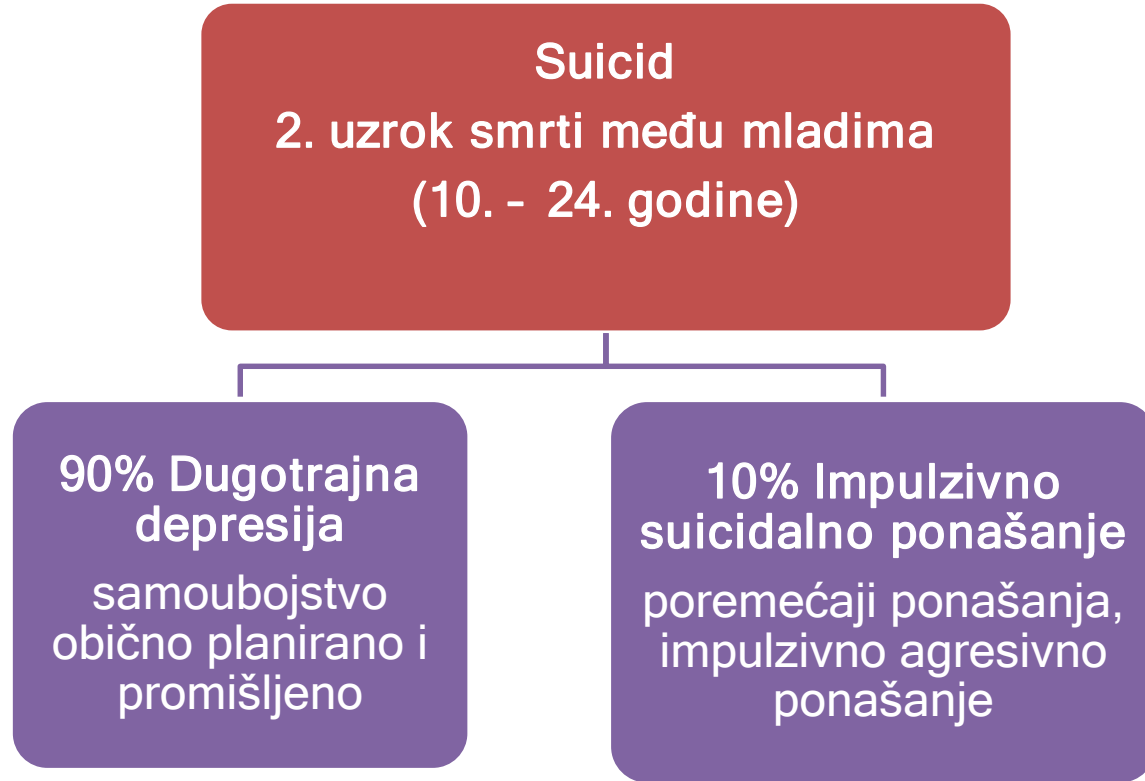 Suicid
2. uzrok smrti među mladima
(10. - 24. godine)
90% Dugotrajna
depresija
samoubojstvo
obično planirano i
promišljeno
10% Impulzivno
suicidalno ponašanje
poremećaji ponašanja,
impulzivno agresivno
ponašanje